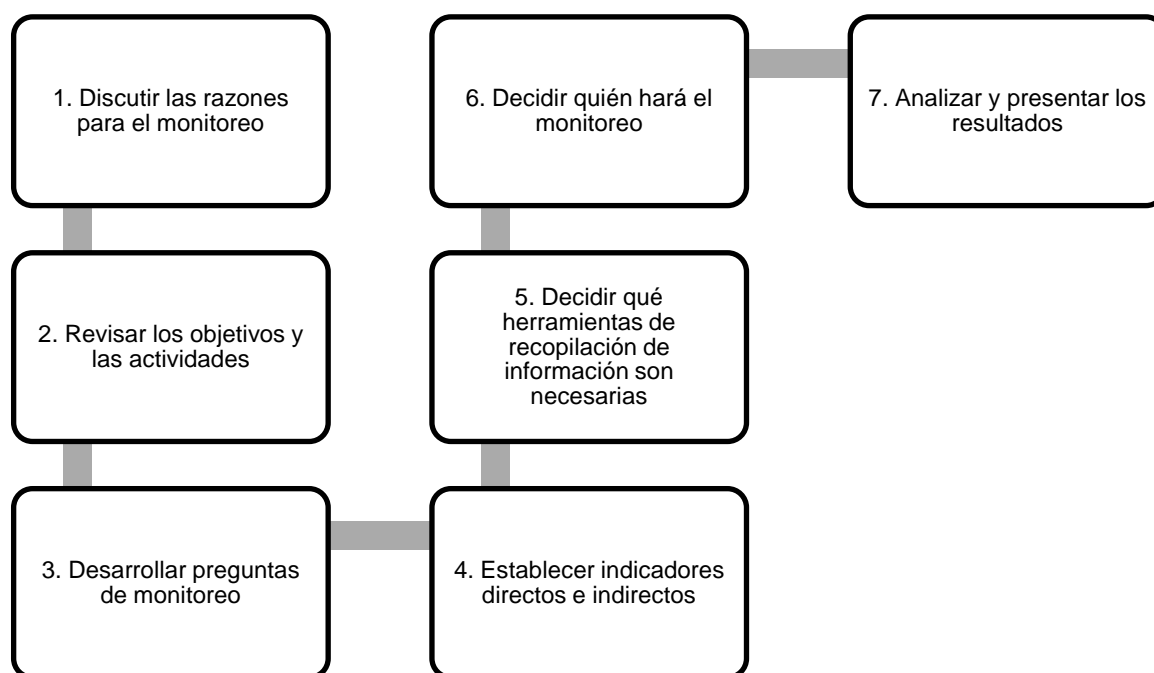 1. Discutir las razones
para el monitoreo
2. Revisar los objetivos y
las actividades
3. Desarrollar preguntas
de monitoreo
4. Establecer indicadores
directos e indirectos
5. Decidir qué
herramientas de
recopilación de
información son
necesarias
6. Decidir quién hará el
monitoreo
7. Analizar y presentar los
resultados